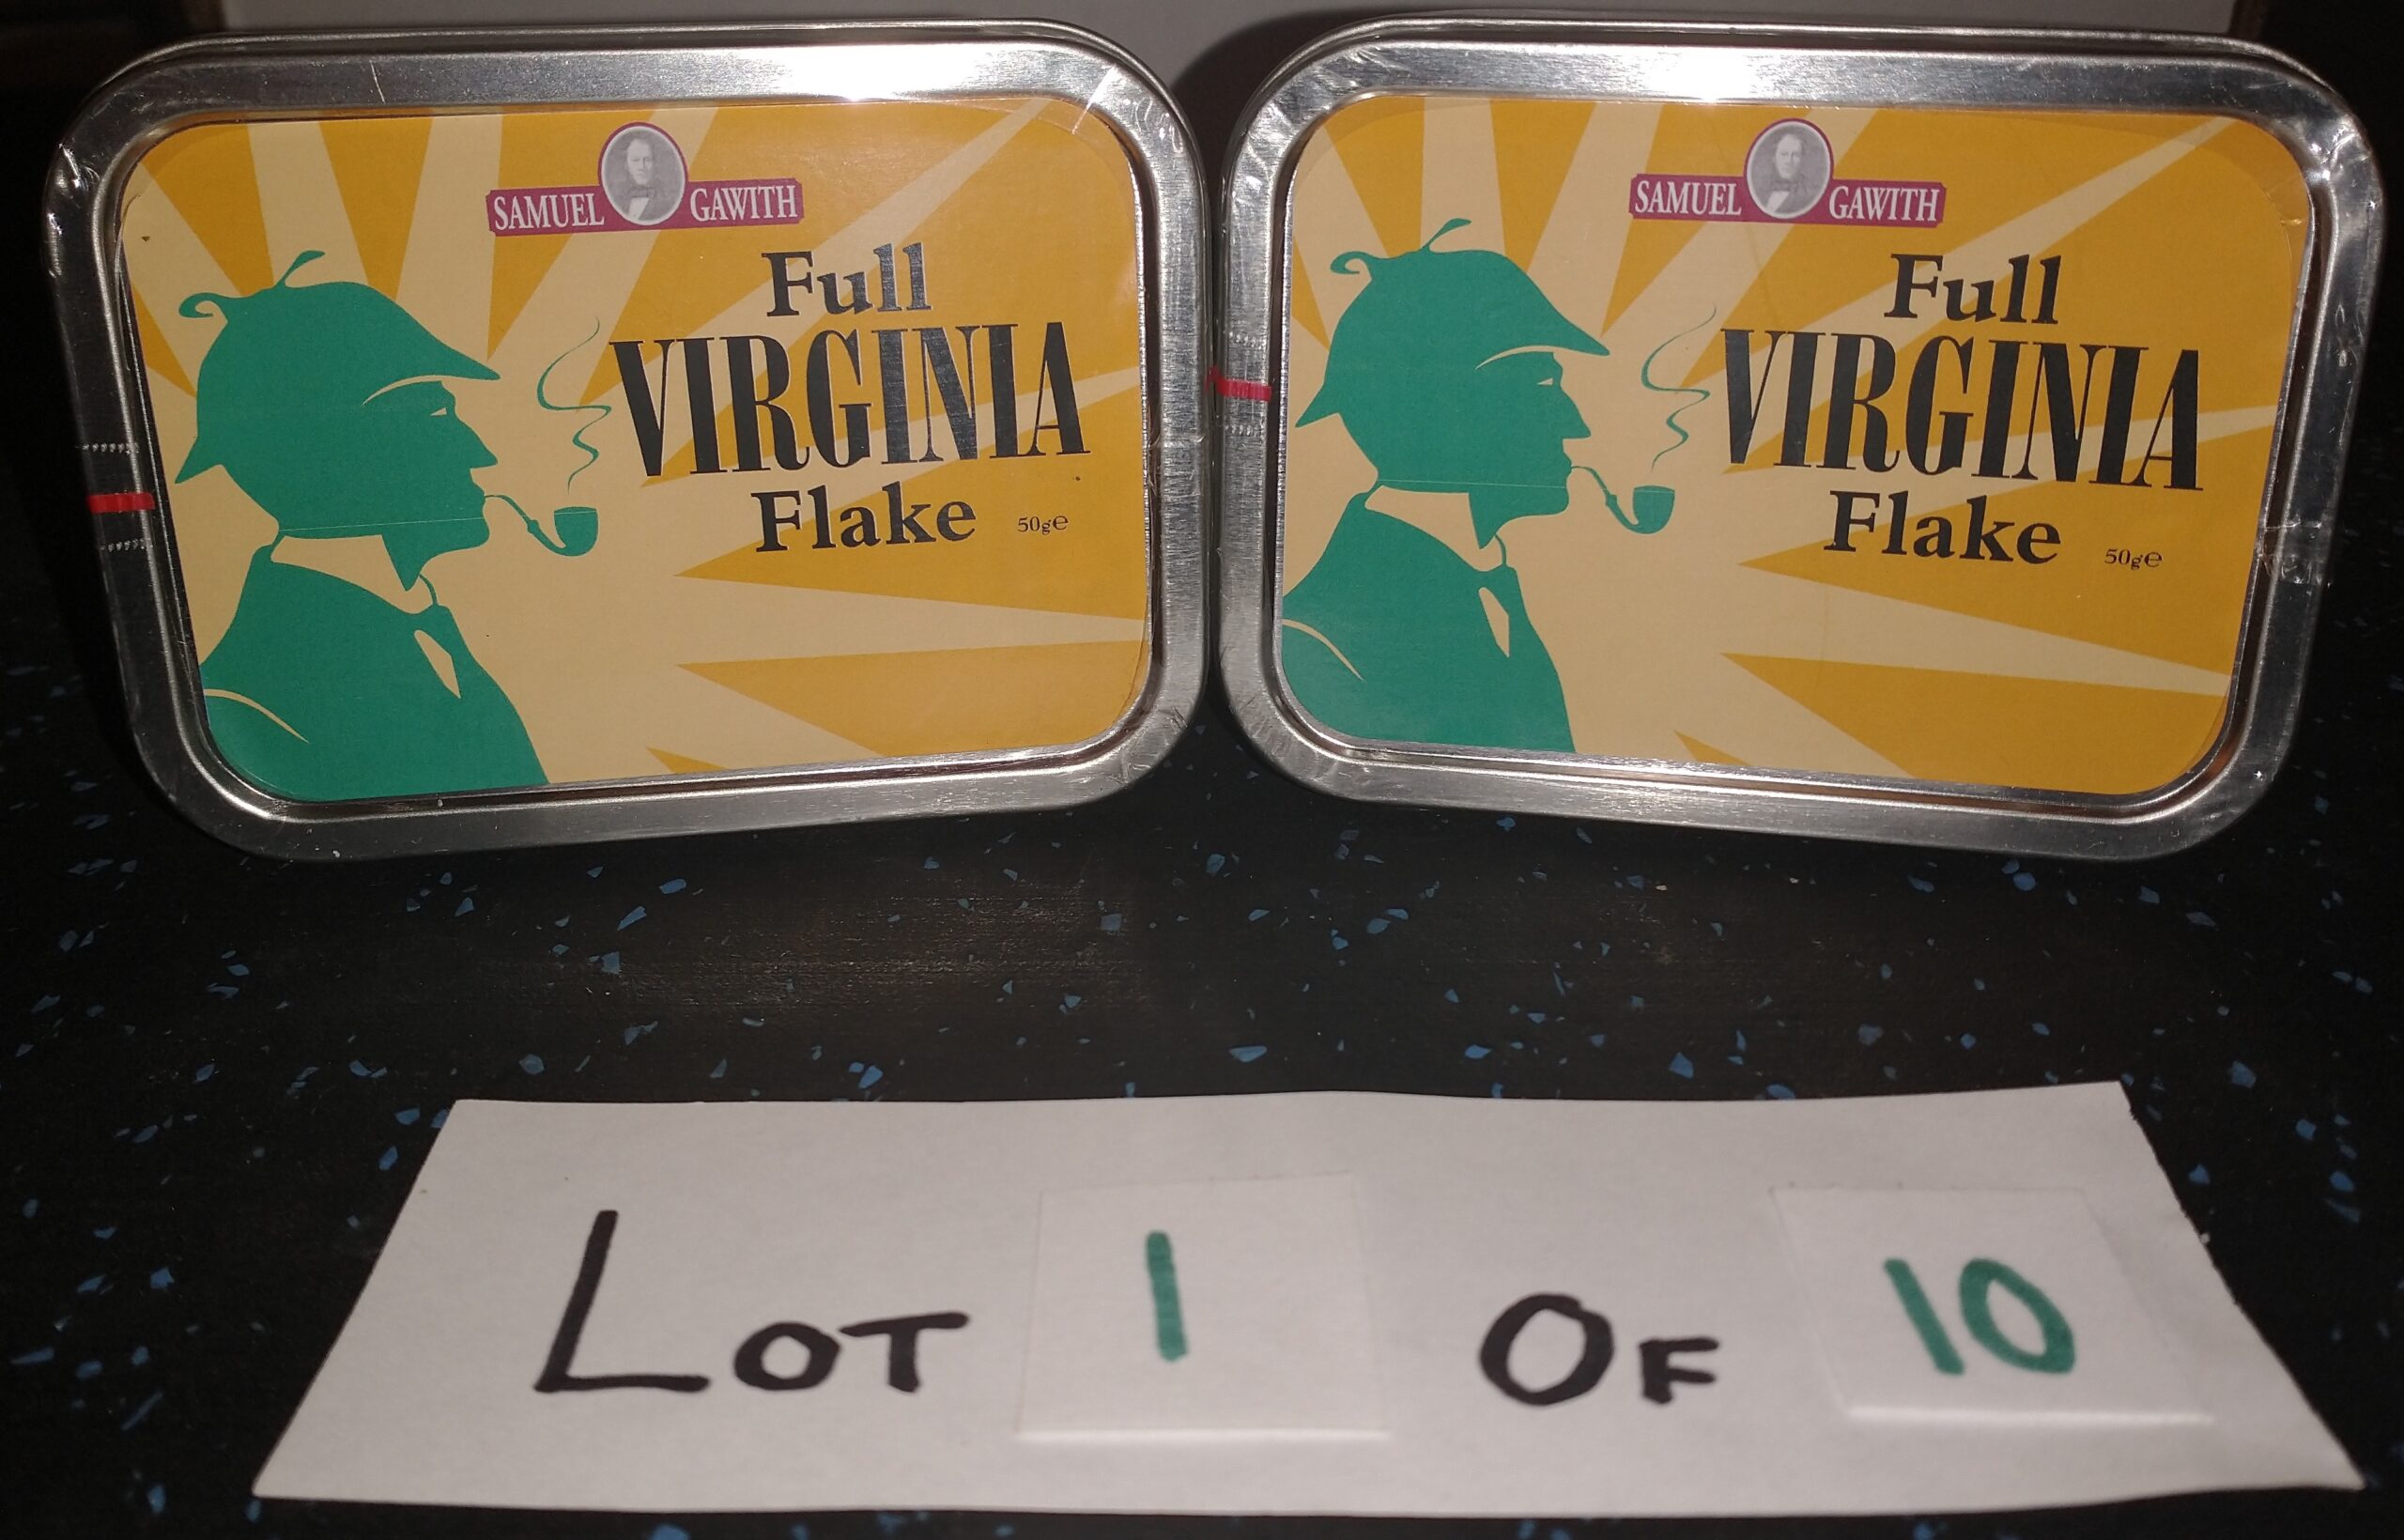 SAMUEL GAWITH
Full
VIRGINIA
Flake 50g℮
SAMUEL GAWITH
Full
VIRGINIA
Flake 50g℮
LOT 1 OF 10